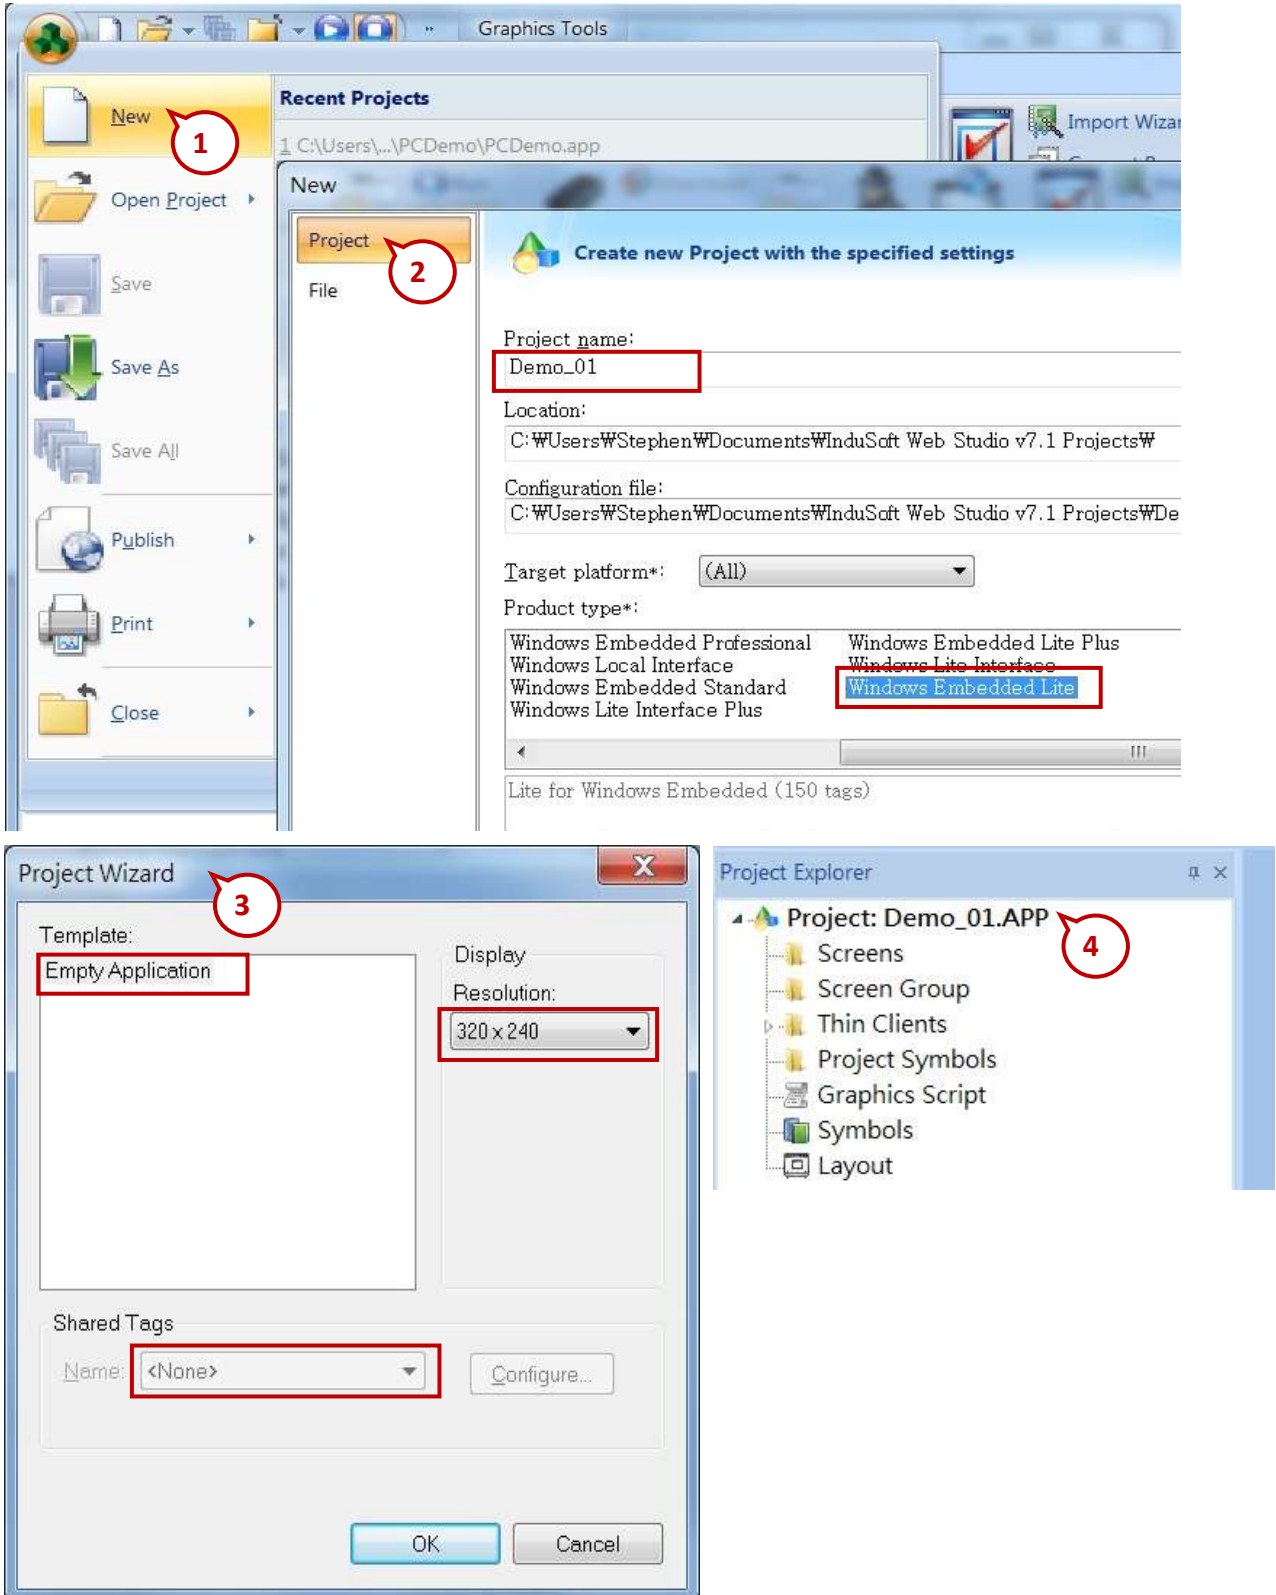 Graphics Tools
New
1
Recent Projects
1 C:\Users\...\PCDemo\PCDemo.app
Import Wizar
Open Project
Save
Save As
Save All
Publish
Print
Close
New
Project
2
File
Create new Project with the specified settings
Project name:
Demo_01
Location:
C:₩Users₩Stephen₩Documents₩InduSoft Web Studio v7.1 Projects₩
Configuration file:
C:₩Users₩Stephen₩Documents₩InduSoft Web Studio v7.1 Projects₩De
Target platform*: (All)
Product type*:
Windows Embedded Professional Windows Embedded Lite Plus
Windows Local Interface Windows Lite Interface
Windows Embedded Standard Windows Embedded Lite
Windows Lite Interface Plus
Lite for Windows Embedded (150 tags)
Project Wizard
3
Template:
Empty Application
Display
Resolution:
320 x 240
Shared Tags
Name: <None> Configure...
OK Cancel
Project Explorer
Project: Demo_01.APP
4
Screens
Screen Group
Thin Clients
Project Symbols
Graphics Script
Symbols
Layout